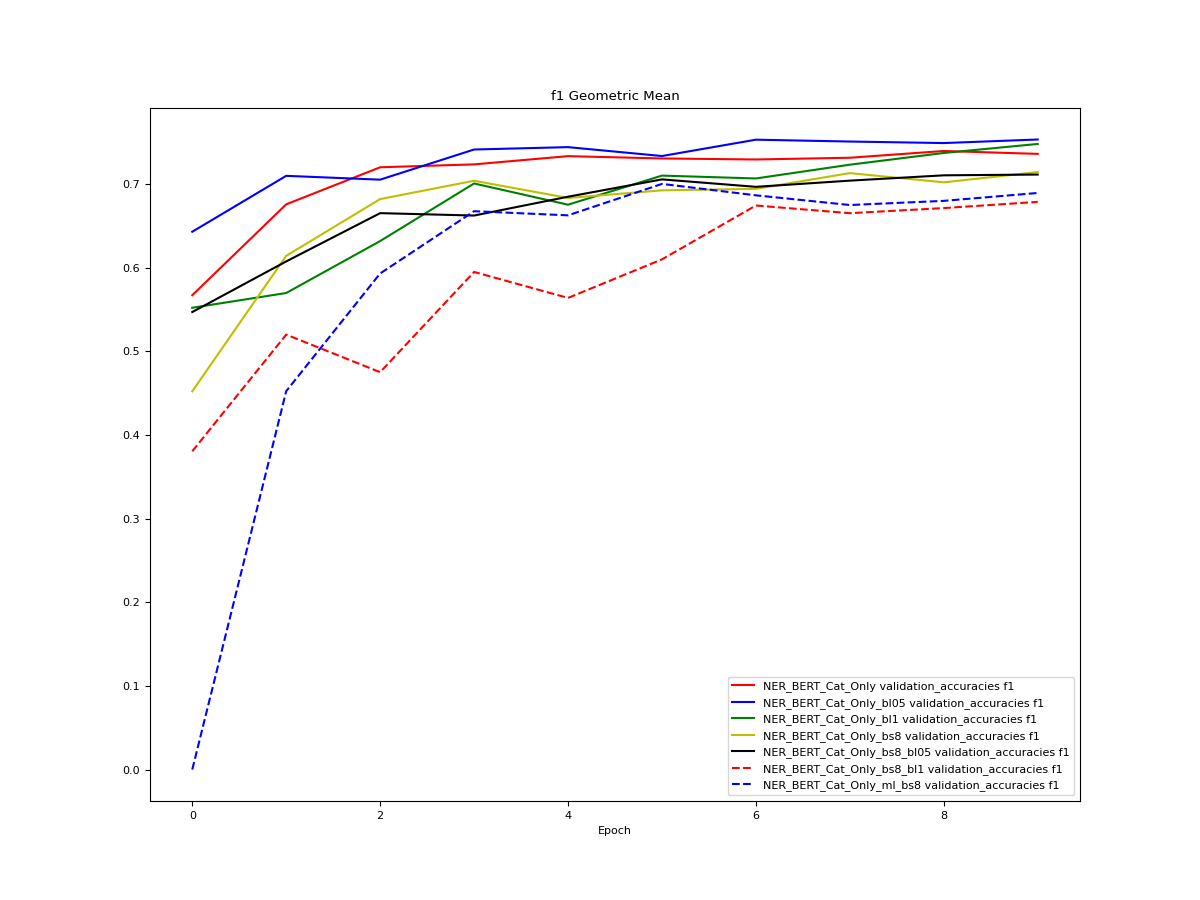 f1 Geometric Mean
0.7
0.6
0.5
0.4
0.3
0.2
0.1
0.0
NER_BERT_Cat_Only validation_accuracies f1
NER_BERT_Cat_Only_bl05 validation_accuracies f1
NER_BERT_Cat_Only_bl1 validation_accuracies f1
NER_BERT_Cat_Only_bs8 validation_accuracies f1
NER_BERT_Cat_Only_bs8_bl05 validation_accuracies f1
NER_BERT_Cat_Only_bs8_bl1 validation_accuracies f1
NER_BERT_Cat_Only_ml_bs8 validation_accuracies f1
0 2 4 6 8
Epoch